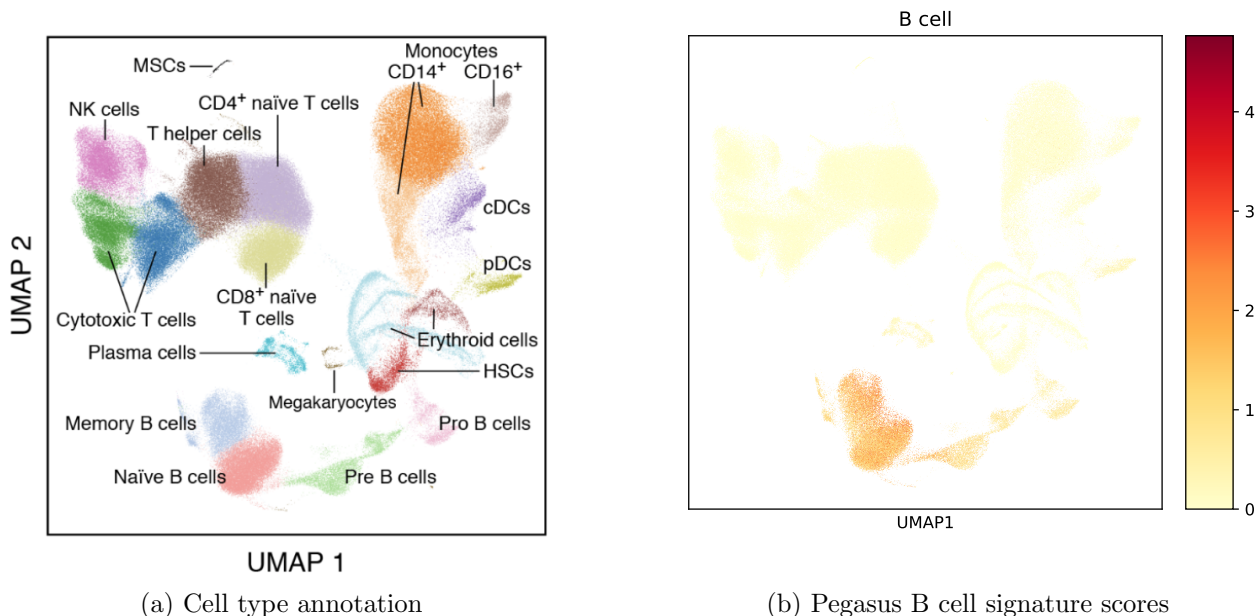 MSCs
Monocytes
CD14⁺ CD16⁺
NK cells
CD4⁺ naïve T cells
T helper cells
cDCs
pDCs
CD8⁺ naïve
T cells
Cytotoxic T cells
Erythroid cells
Plasma cells
HSCs
Megakaryocytes
Memory B cells
Pro B cells
Naïve B cells
Pre B cells
UMAP 2
UMAP 1
(a) Cell type annotation
B cell
4
3
2
1
0
UMAP1
(b) Pegasus B cell signature scores